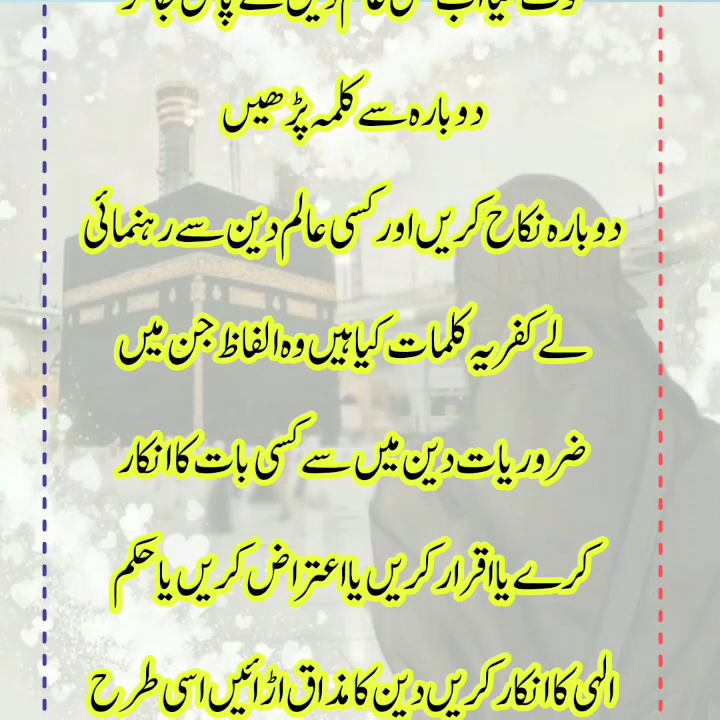 دوبارہ سے کلمہ پڑھیں
دوبارہ نکاح کریں اور کسی عالم دین سے رہنمائی
لے کفریہ کلمات کیا ہیں وہ الفاظ جن میں
ضروریات دین میں سے کسی بات کا انکار
کرے یا اقرار کریں یا اعتراض کریں یا حکم
الہی کا انکار کریں دین کا مذاق اڑائیں اسی طرح